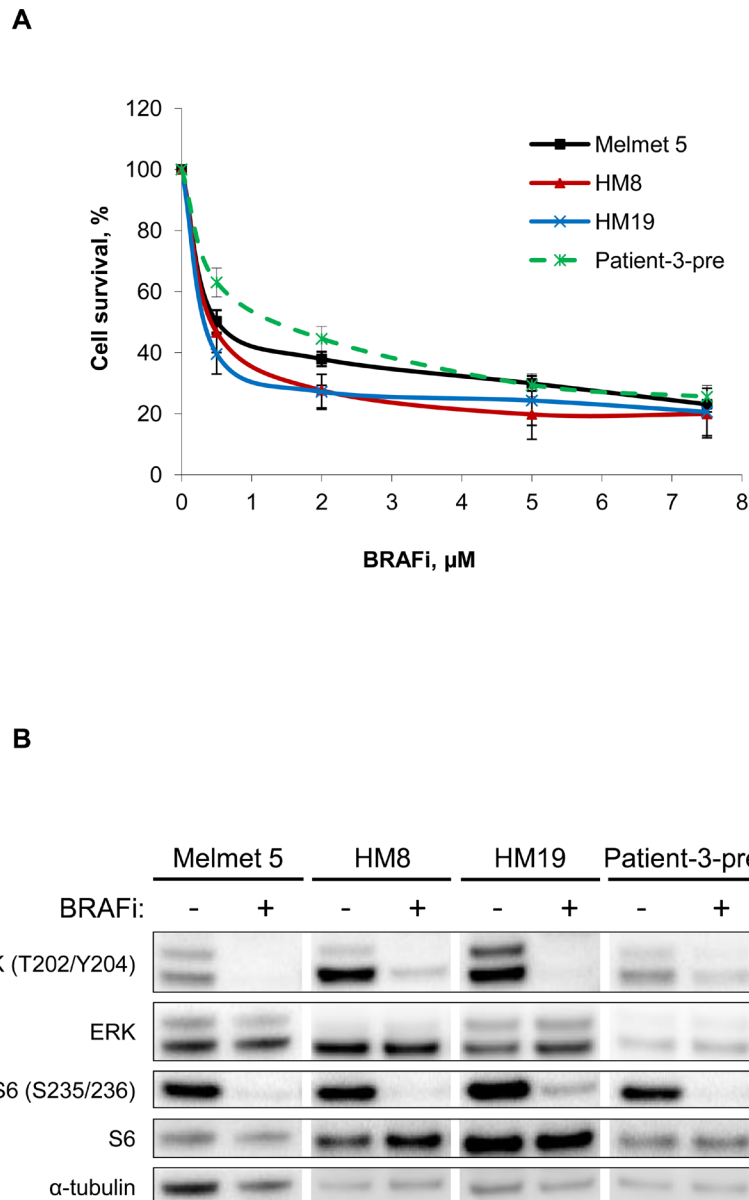 A
120
100
80
60
40
20
0
Cell survival, %
Melmet 5
HM8
HM19
Patient-3-pre
0 1 2 3 4 5 6 7 8
BRAFi, µM
B
Melmet 5 HM8 HM19 Patient-3-pre
BRAFi: - + - + - + - +
K (T202/Y204)
ERK
S6 (S235/236)
S6
α-tubulin